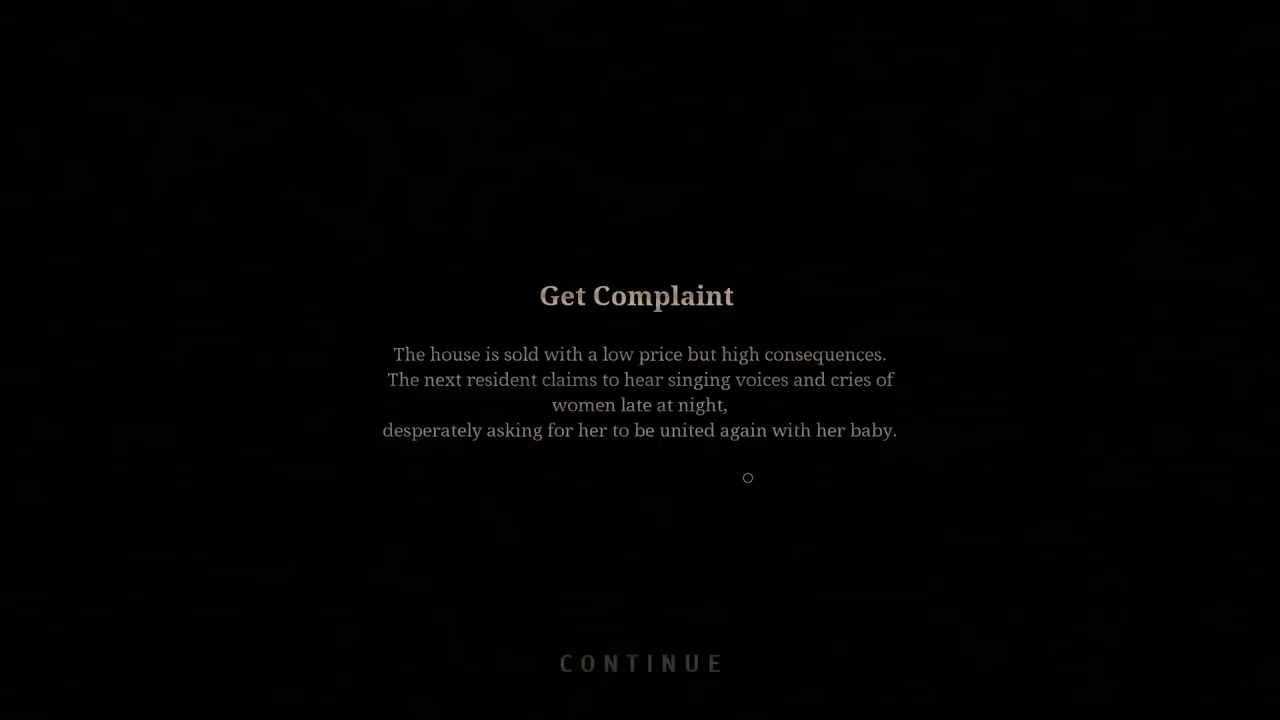 Get Complaint
The house is sold with a low price but high consequences.
The next resident claims to hear singing voices and cries of
women late at night,
desperately asking for her to be united again with her baby.
CONTINUE